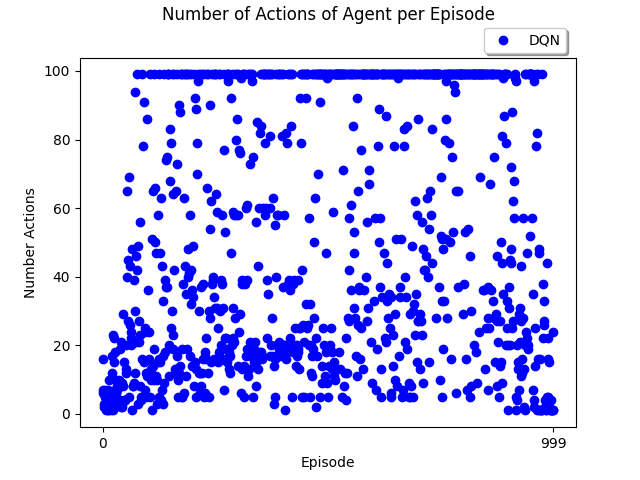 Number of Actions of Agent per Episode
DQN
100
80
60
40
20
0
Number Actions
0
999
Episode